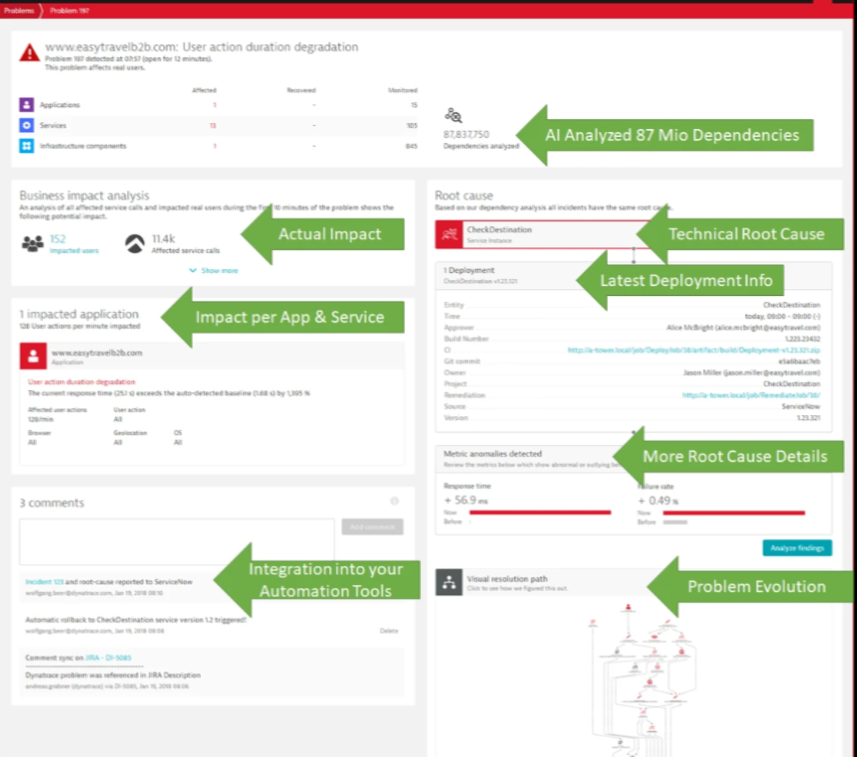 Problems
Problem 197
www.easytravelb2b.com: User action duration degradation
Problem 197 detected at 07:57 (open for 12 minutes).
This problem affects real users.
Affected Recovered Monitored
Applications 1 - 15
Services 13 - 105
Infrastructure components 1 - 845
87,837,750
Dependencies analyzed
AI Analyzed 87 Mio Dependencies
Business impact analysis
An analysis of all affected service calls and impacted real users during the first 10 minutes of the problem shows the
following potential impact.
152
Impacted users
11.4k
Affected service calls
Show more
Actual Impact
1 impacted application
128 User actions per minute impacted
Impact per App & Service
www.easytravelb2b.com
Application
User action duration degradation
The current response time (25.1 s) exceeds the auto-detected baseline (1.68 s) by 1,395 %
Affected user actions User action
128/min All
Browser Geolocation OS
All All All
3 comments
Add comment
Incident 123 and root-cause reported to ServiceNow
wolfgang.beer@dynatrace.com, Jan 19, 2018 08:10
Integration into your
Automation Tools
Automatic rollback to CheckDestination service version 1.2 triggered!
wolfgang.beer@dynatrace.com, Jan 19, 2018 08:08
Delete
Comment sync on JIRA - DI-5085
Dynatrace problem was referenced in JIRA Description
andreas.grabner (dynatrace) via DI-5085, Jan 19, 2018 08:06
Root cause
Based on our dependency analysis all incidents have the same root cause.
CheckDestination
Service Instance
Technical Root Cause
1 Deployment
CheckDestination v1.23.321
Latest Deployment Info
Entity CheckDestination
Time today, 09:00 - 09:00 (-)
Approver Alice McBright (alice.mcbright@easytravel.com)
Build Number 1.223.23432
CI http://a-tower.local/job/Deploy/job/38/artifact/build/Deployment-v1.23.321.zip
Git commit e5a6baac7eb
Owner Jason Miller (jason.miller@easytravel.com)
Project CheckDestination
Remediation http://a-tower.local/job/Remediate/job/38/
Source ServiceNow
Version 1.23.321
Metric anomalies detected
Review the metrics below which show abnormal or outlying
More Root Cause Details
Response time
+ 56.9 ms
Now
Before
Failure rate
+ 0.49 %
Now
Before
Analyze findings
Visual resolution path
Click to see how we figured this out.
Problem Evolution